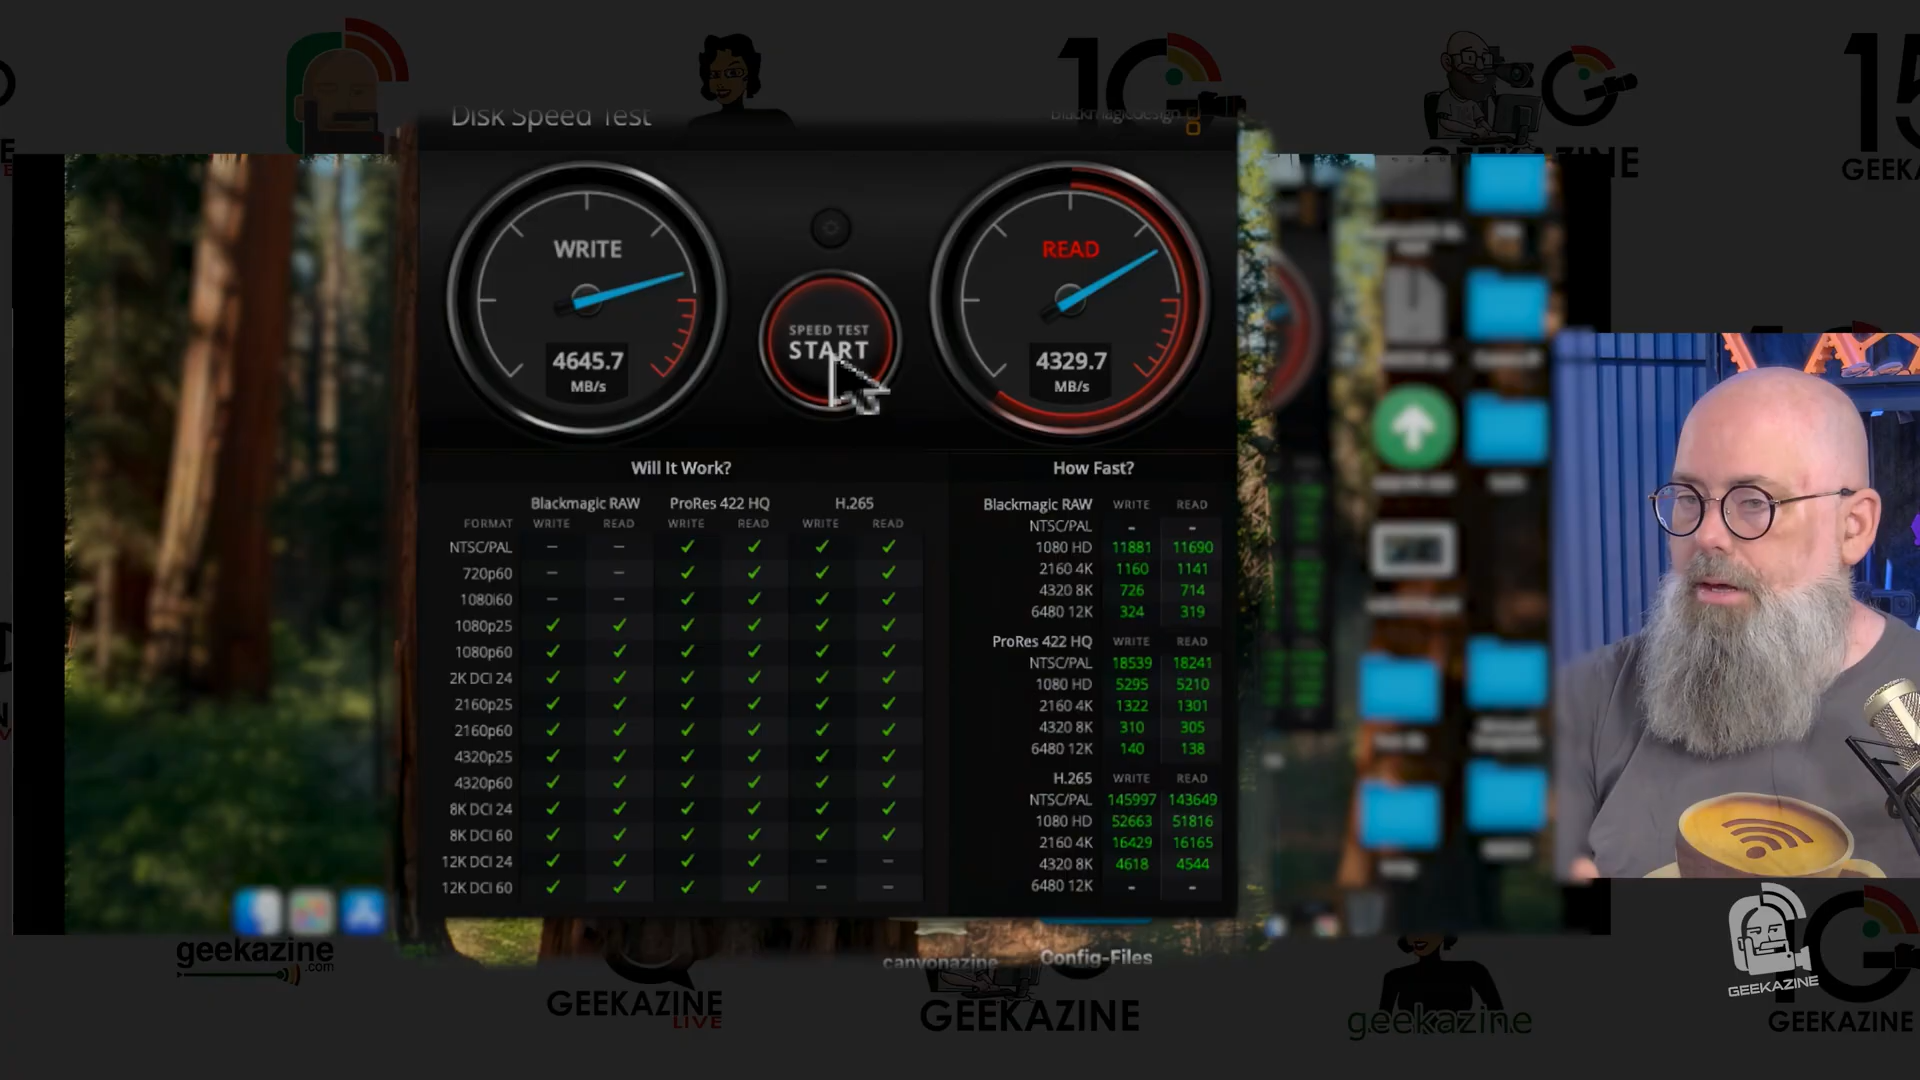 Disk Speed Test
WRITE
4645.7
MB/s
SPEED TEST
START
READ
4329.7
MB/s
Will It Work?
Blackmagic RAW ProRes 422 HQ H.265
FORMAT WRITE READ WRITE READ WRITE READ
NTSC/PAL – – ✓ ✓ ✓ ✓
720p60 – – ✓ ✓ ✓ ✓
1080i60 – – ✓ ✓ ✓ ✓
1080p25 ✓ ✓ ✓ ✓ ✓ ✓
1080p60 ✓ ✓ ✓ ✓ ✓ ✓
2K DCI 24 ✓ ✓ ✓ ✓ ✓ ✓
2160p25 ✓ ✓ ✓ ✓ ✓ ✓
2160p60 ✓ ✓ ✓ ✓ ✓ ✓
4320p25 ✓ ✓ ✓ ✓ ✓ ✓
4320p60 ✓ ✓ ✓ ✓ ✓ ✓
8K DCI 24 ✓ ✓ ✓ ✓ ✓ ✓
8K DCI 60 ✓ ✓ ✓ ✓ ✓ ✓
12K DCI 24 ✓ ✓ ✓ ✓ – –
12K DCI 60 ✓ ✓ ✓ ✓ – –
How Fast?
Blackmagic RAW WRITE READ
NTSC/PAL - -
1080 HD 11881 11690
2160 4K 1160 1141
4320 8K 726 714
6480 12K 324 319
ProRes 422 HQ WRITE READ
NTSC/PAL 18539 18241
1080 HD 5295 5210
2160 4K 1322 1301
4320 8K 310 305
6480 12K 140 138
H.265 WRITE READ
NTSC/PAL 145997 143649
1080 HD 52663 51816
2160 4K 16429 16165
4320 8K 4618 4544
6480 12K - -
canyonazine
Config-Files
10
GEEKAZINE
15
GEEKA
geekazine
.com
GEEKAZINE
LIVE
GEEKAZINE
geekazine
GEEKAZINE
GEEKAZINE